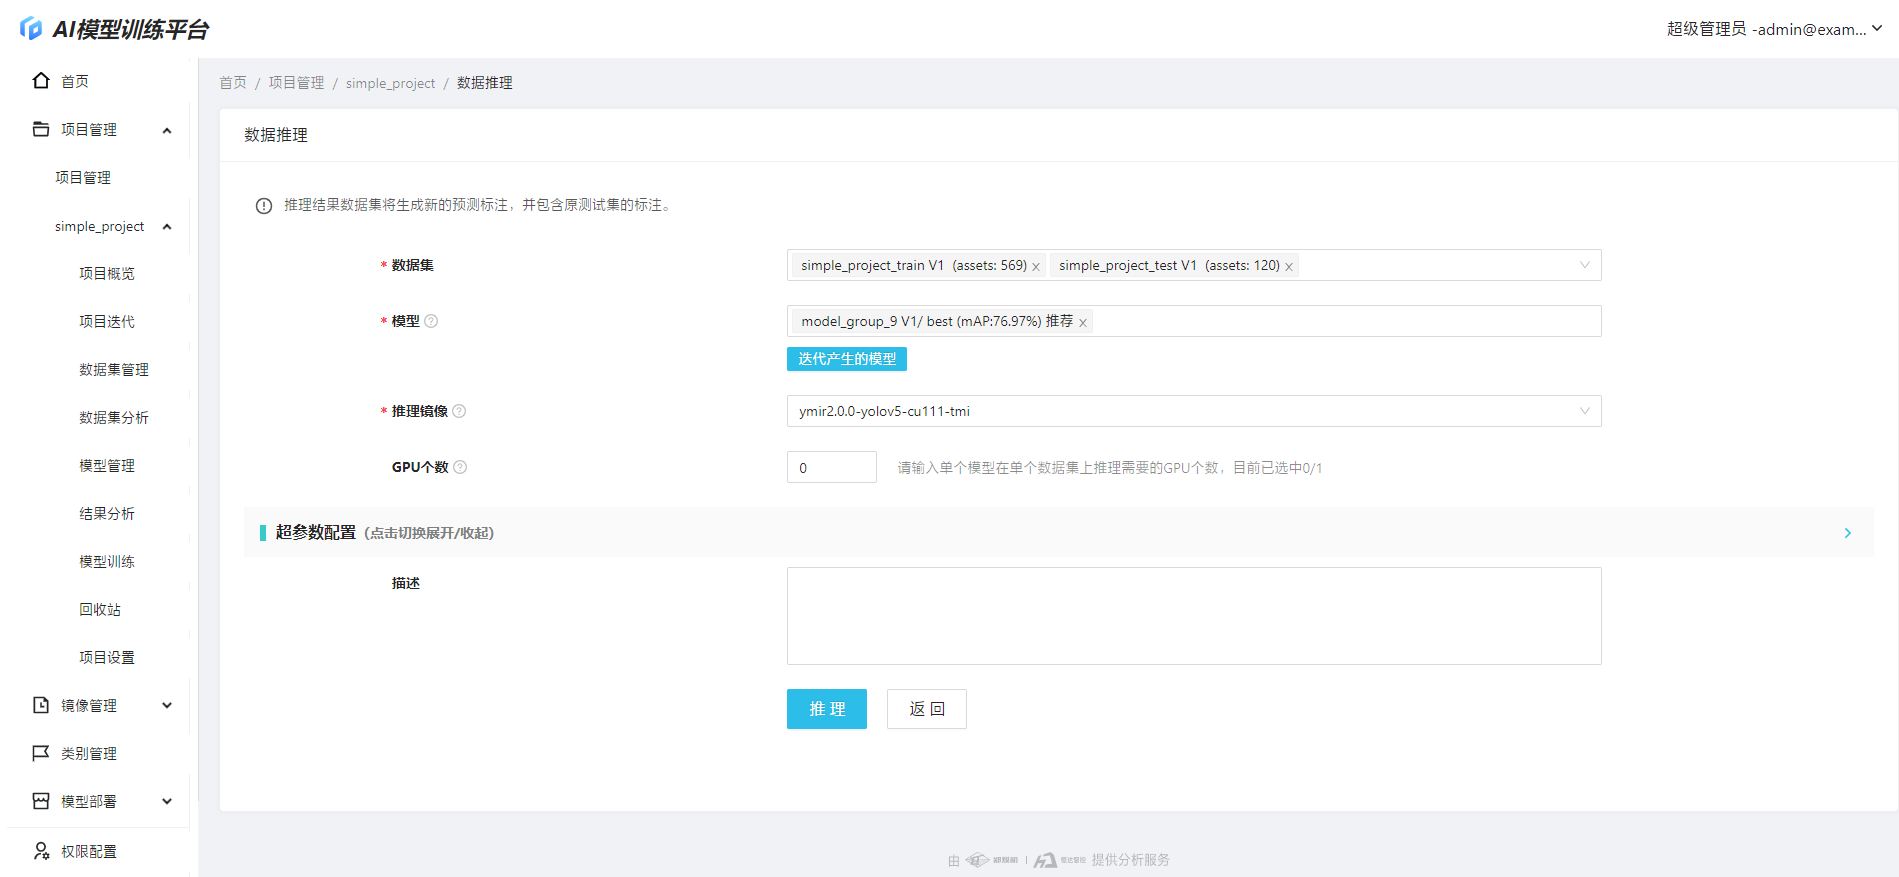 AI模型训练平台
超级管理员 -admin@exam...
首页
项目管理
项目管理
simple_project
项目概览
项目迭代
数据集管理
数据集分析
模型管理
结果分析
模型训练
回收站
项目设置
镜像管理
类别管理
模型部署
权限配置
首页 / 项目管理 / simple_project / 数据推理
数据推理
推理结果数据集将生成新的预测标注，并包含原测试集的标注。
* 数据集 simple_project_train V1 (assets: 569) x simple_project_test V1 (assets: 120) x
* 模型 ? model_group_9 V1/ best (mAP:76.97%) 推荐 x
迭代产生的模型
* 推理镜像 ? ymir2.0.0-yolov5-cu111-tmi
GPU个数 ? 0 请输入单个模型在单个数据集上推理需要的GPU个数，目前已选中0/1
超参数配置 (点击切换展开/收起)
描述
推 理 返 回
由 | 提供分析服务